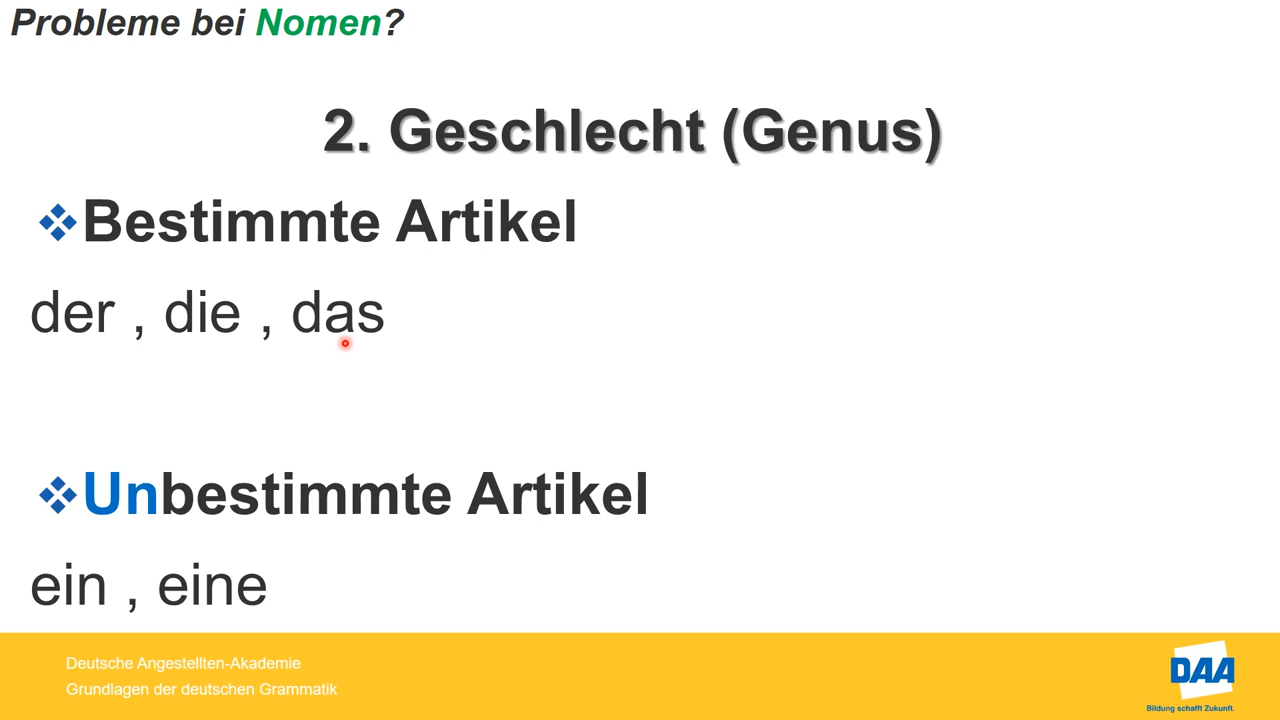 Probleme bei Nomen?
2. Geschlecht (Genus)
❖Bestimmte Artikel
der , die , das
❖Unbestimmte Artikel
ein , eine
Deutsche Angestellten-Akademie
Grundlagen der deutschen Grammatik
DAA
Bildung schafft Zukunft.